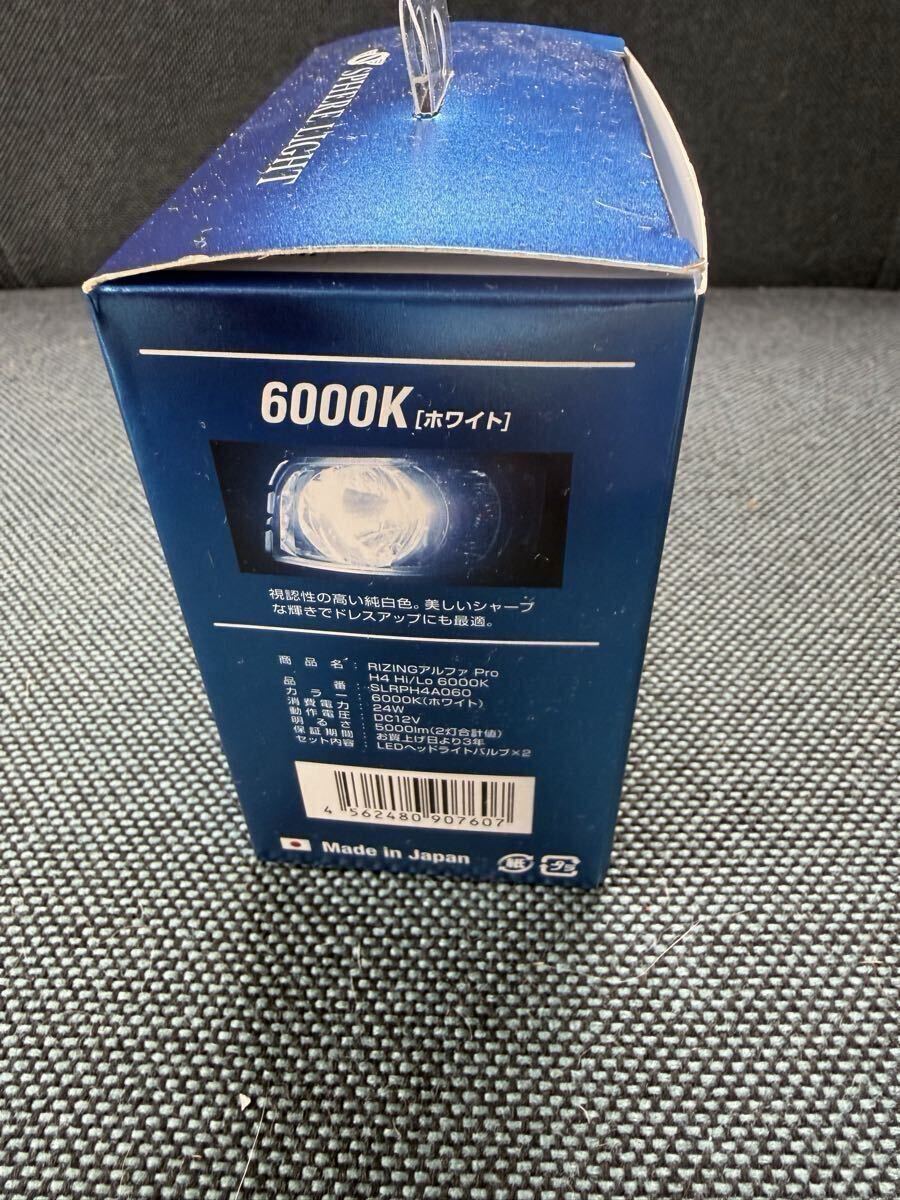 SPHERE LIGHT
6000K [ホワイト]
視認性の高い純白色。美しいシャープ
な輝きでドレスアップにも最適。
商品名：RIZINGアルファ Pro
H4 Hi/Lo 6000K
品番：SLRPH4A060
カラー：6000K(ホワイト)
消費電力：24W
動作電圧：DC12V
明るさ：5000lm(2灯合計値)
保証期間：お買上げ日より3年
セット内容：LEDヘッドライトバルブ×2
4 562480 907607
Made in Japan
紙 プラ